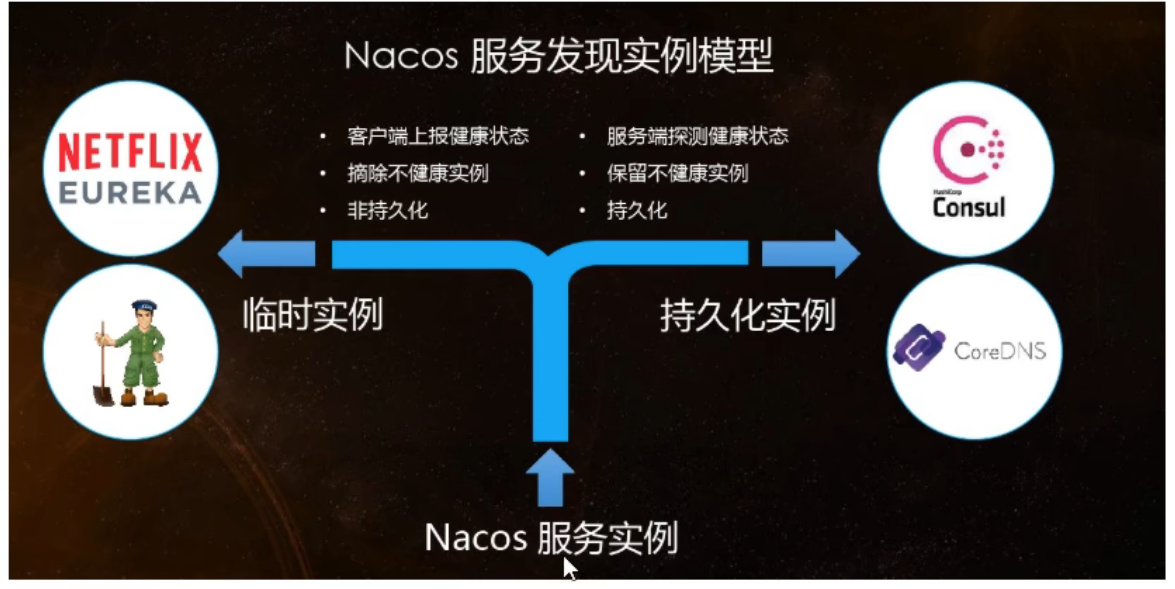 Nacos 服务发现实例模型
NETFLIX
EUREKA
• 客户端上报健康状态
• 摘除不健康实例
• 非持久化
• 服务端探测健康状态
• 保留不健康实例
• 持久化
HashiCorp
Consul
临时实例
持久化实例
CoreDNS
Nacos 服务实例